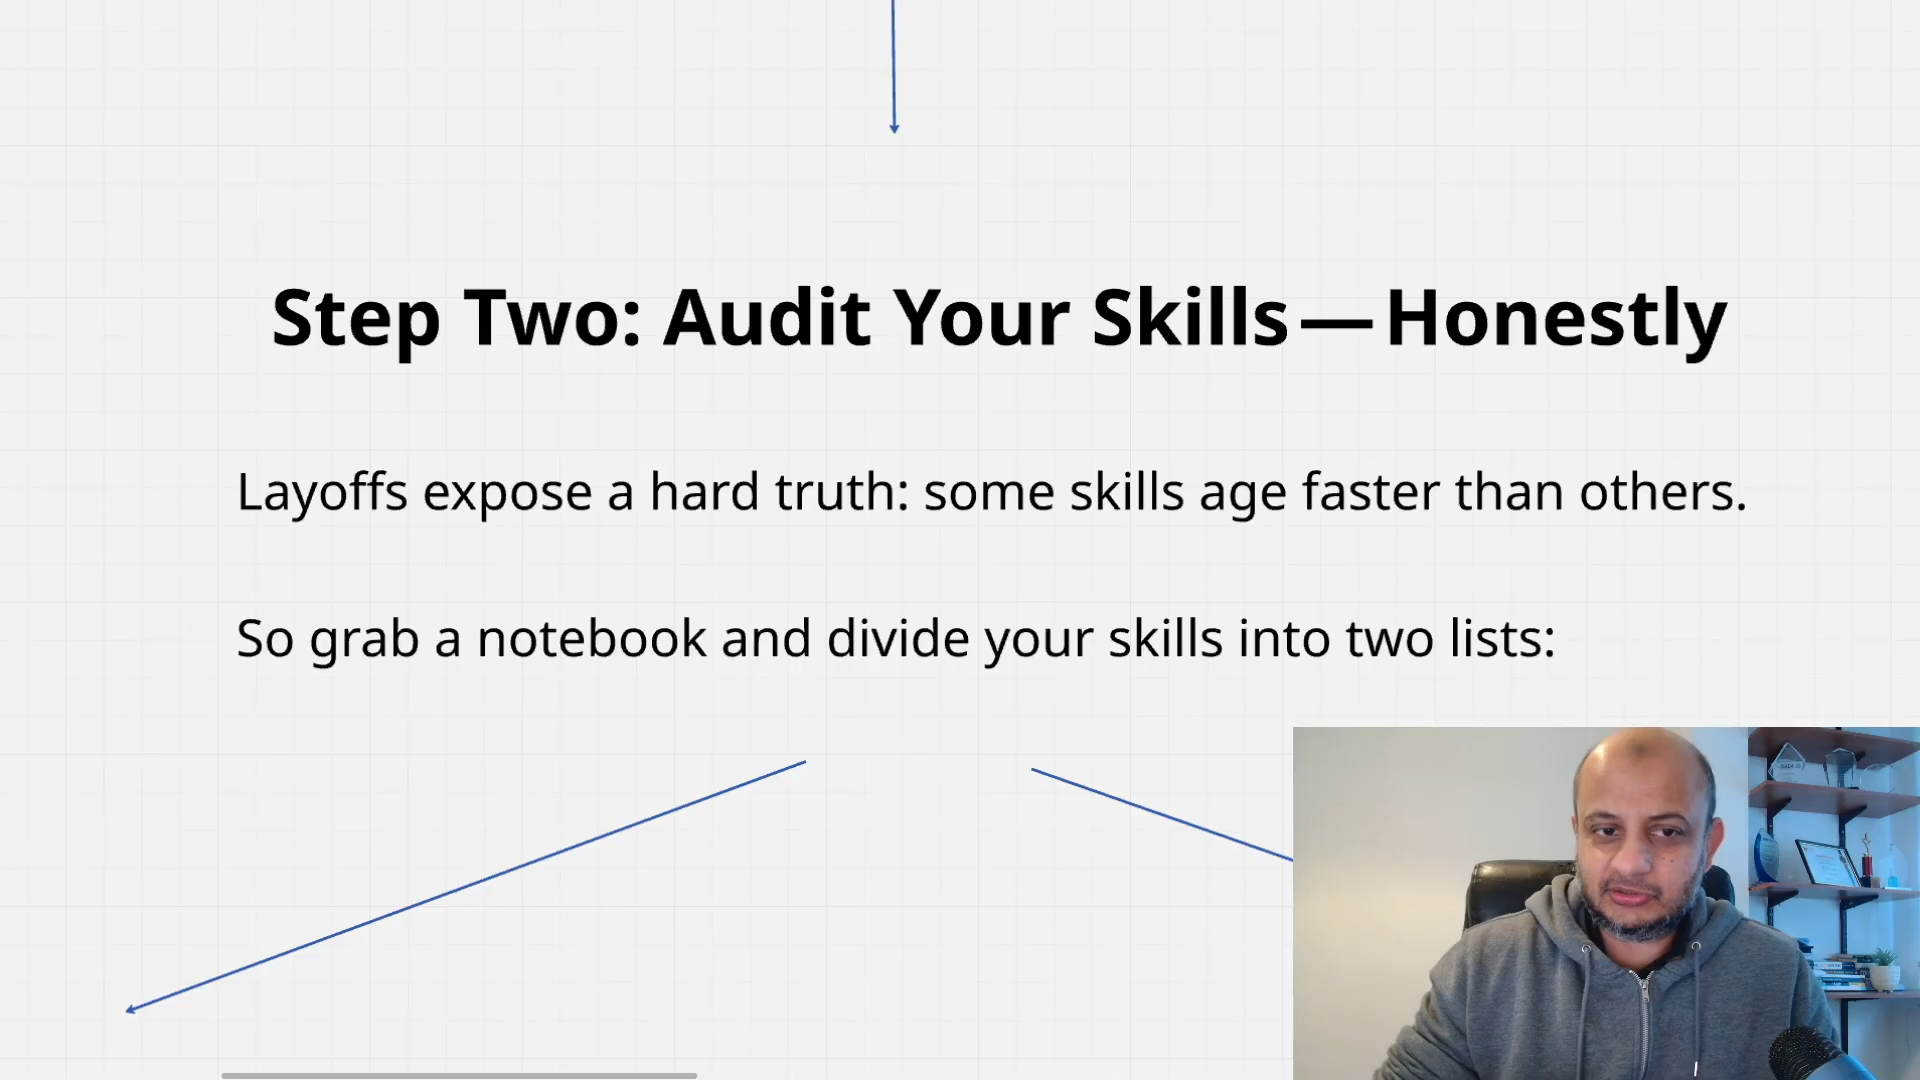 Step Two: Audit Your Skills — Honestly
Layoffs expose a hard truth: some skills age faster than others.
So grab a notebook and divide your skills into two lists: